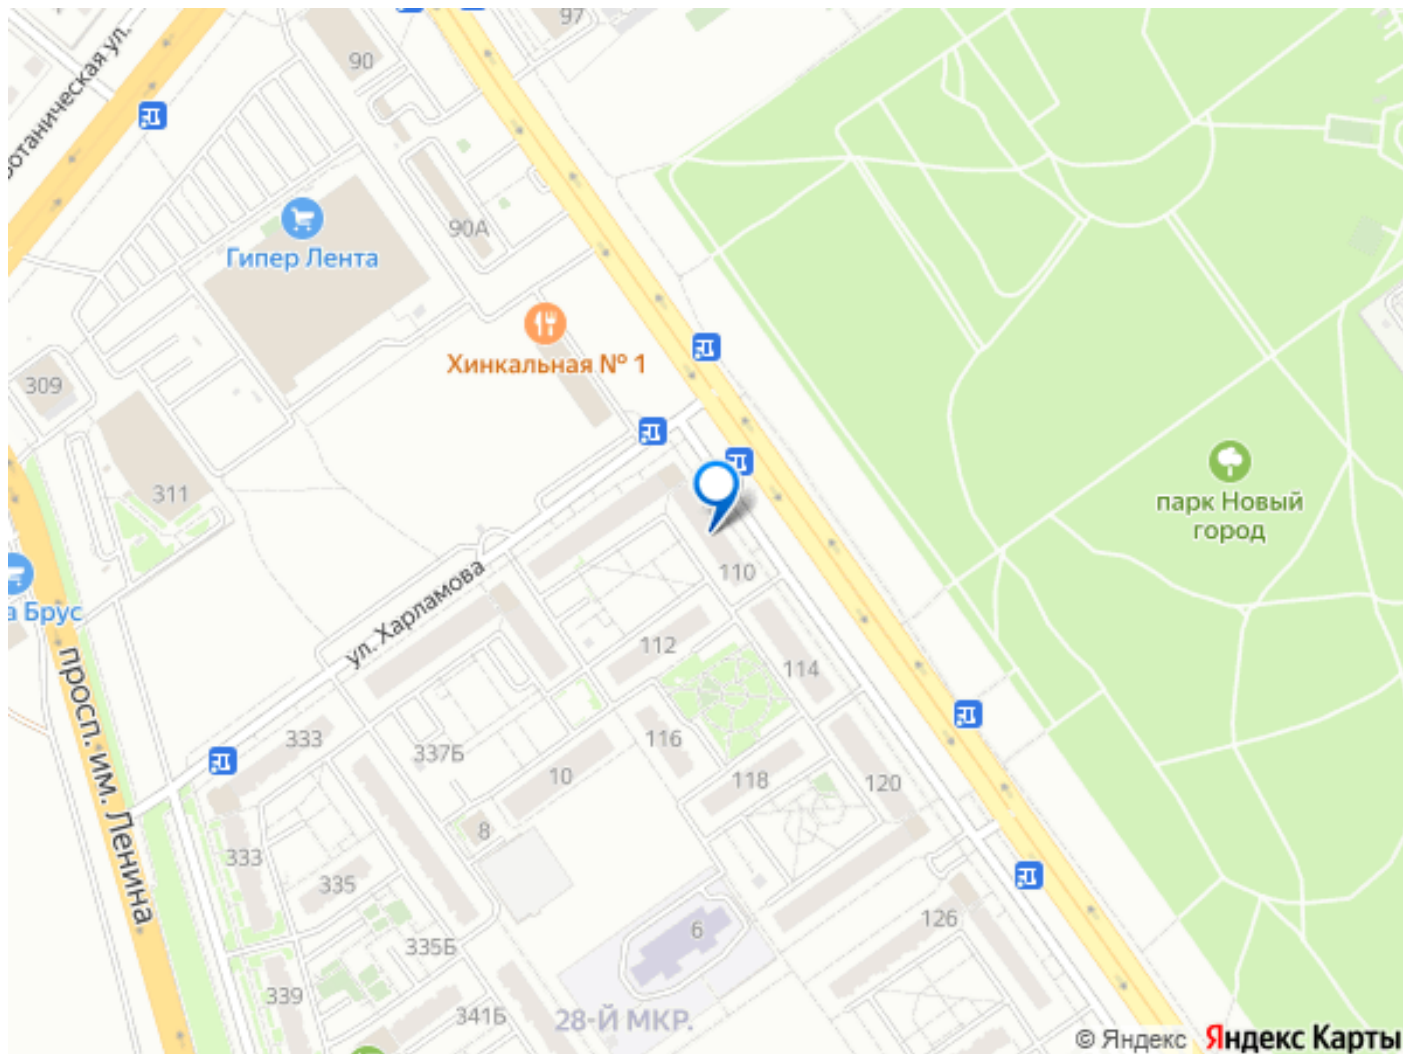 97
90
Ботаническая ул.
90А
Гипер Лента
Хинкальная № 1
309
311
парк Новый
город
110
ул. Харламова
а Брус
112
114
просп. им. Ленина
333
337Б
116
10
118
120
8
333
335
126
6
335Б
339
341Б
28-Й МКР.
© Яндекс Яндекс Карты